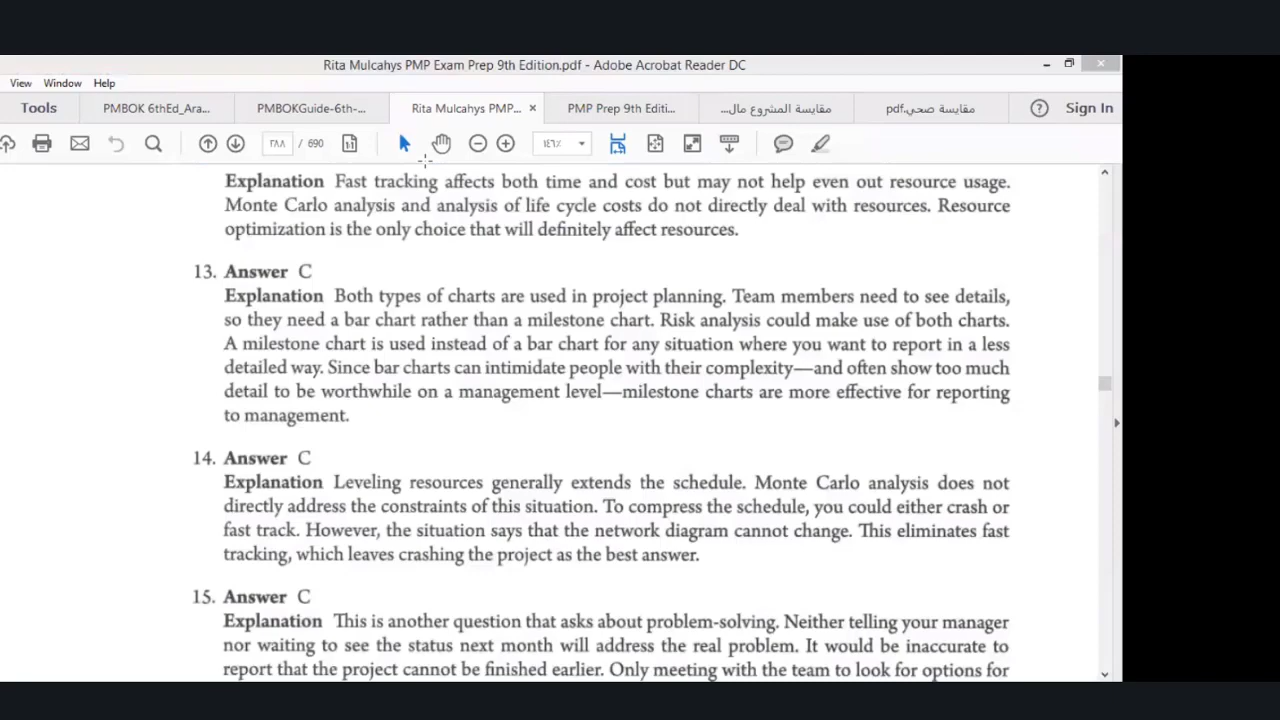 Rita Mulcahys PMP Exam Prep 9th Edition.pdf - Adobe Acrobat Reader DC
View Window Help
Tools PMBOK 6thEd_Ara... PMBOKGuide-6th-... Rita Mulcahys PMP... × PMP Prep 9th Editi... مقايسة المشروع مال... مقايسة صحي.pdf Sign In
٢٨٨ / 690 ١٤٦٪
Explanation Fast tracking affects both time and cost but may not help even out resource usage.
Monte Carlo analysis and analysis of life cycle costs do not directly deal with resources. Resource
optimization is the only choice that will definitely affect resources.
13. Answer C
Explanation Both types of charts are used in project planning. Team members need to see details,
so they need a bar chart rather than a milestone chart. Risk analysis could make use of both charts.
A milestone chart is used instead of a bar chart for any situation where you want to report in a less
detailed way. Since bar charts can intimidate people with their complexity—and often show too much
detail to be worthwhile on a management level—milestone charts are more effective for reporting
to management.
14. Answer C
Explanation Leveling resources generally extends the schedule. Monte Carlo analysis does not
directly address the constraints of this situation. To compress the schedule, you could either crash or
fast track. However, the situation says that the network diagram cannot change. This eliminates fast
tracking, which leaves crashing the project as the best answer.
15. Answer C
Explanation This is another question that asks about problem-solving. Neither telling your manager
nor waiting to see the status next month will address the real problem. It would be inaccurate to
report that the project cannot be finished earlier. Only meeting with the team to look for options for